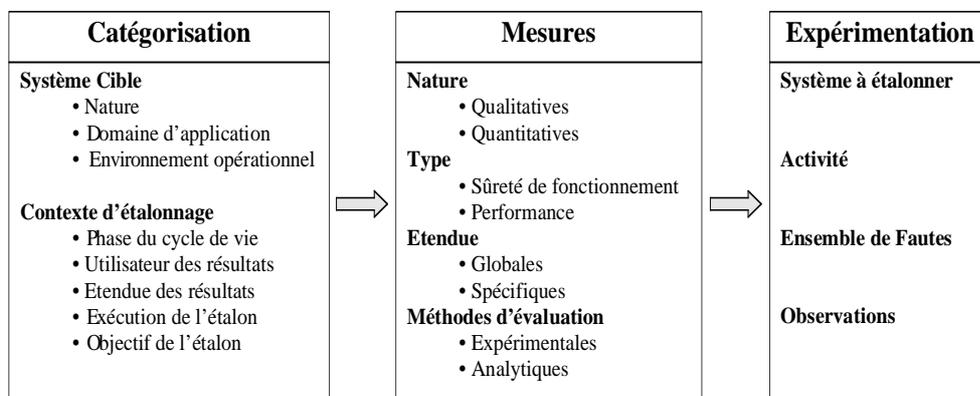 Catégorisation
Système Cible
• Nature
• Domaine d'application
• Environnement opérationnel
Contexte d'étalonnage
• Phase du cycle de vie
• Utilisateur des résultats
• Etendue des résultats
• Exécution de l'étalon
• Objectif de l'étalon
Mesures
Nature
• Qualitatives
• Quantitatives
Type
• Sûreté de fonctionnement
• Performance
Etendue
• Globales
• Spécifiques
Méthodes d'évaluation
• Expérimentales
• Analytiques
Expérimentation
Système à étalonner
Activité
Ensemble de Fautes
Observations